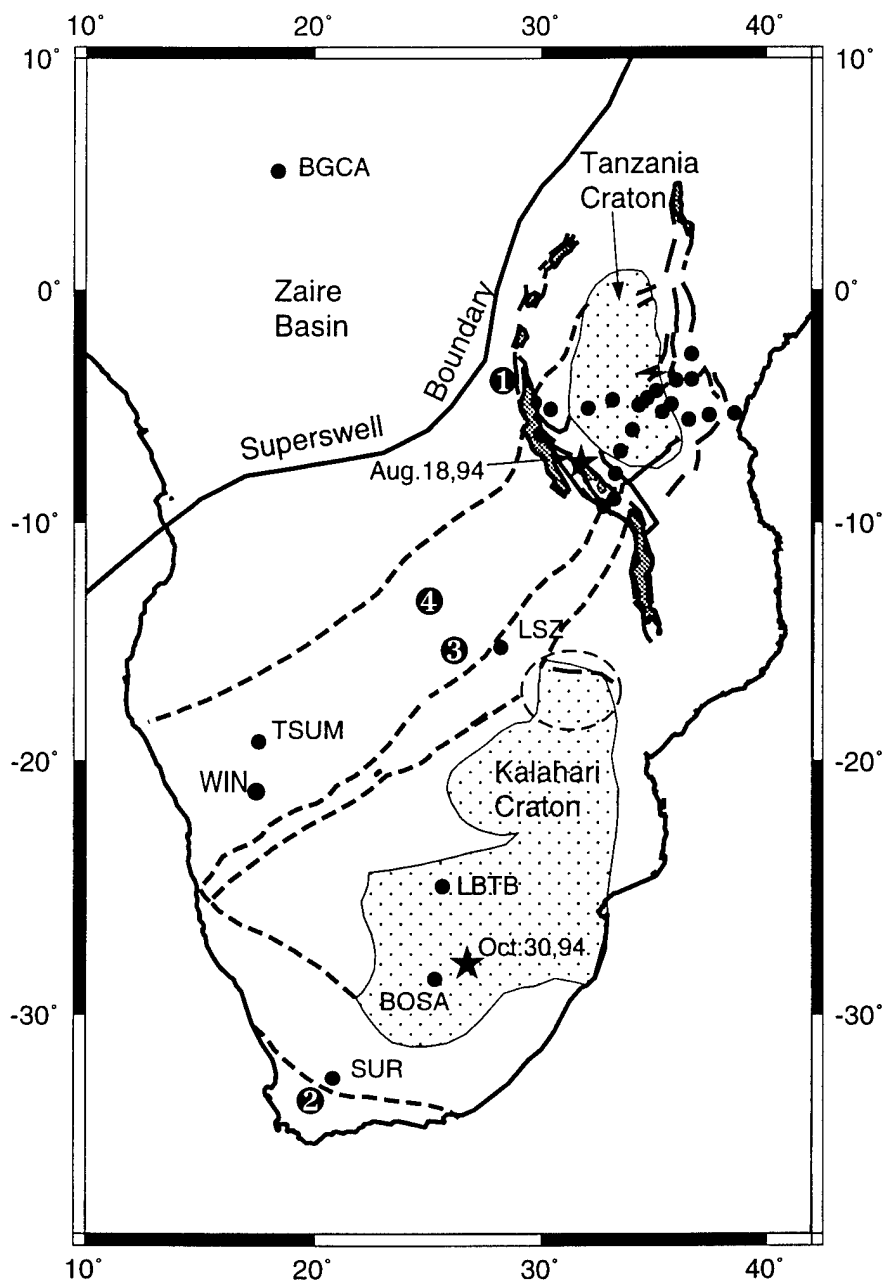 10˚ 20˚ 30˚ 40˚
10˚ 10˚
BGCA
Tanzania
Craton
Zaire
Basin
0˚ 0˚
Boundary
1
Superswell
Aug.18,94
-10˚ -10˚
4
3
LSZ
TSUM
WIN
-20˚ -20˚
Kalahari
Craton
LBTB
Oct.30,94
BOSA
-30˚ -30˚
SUR
2
10˚ 20˚ 30˚ 40˚